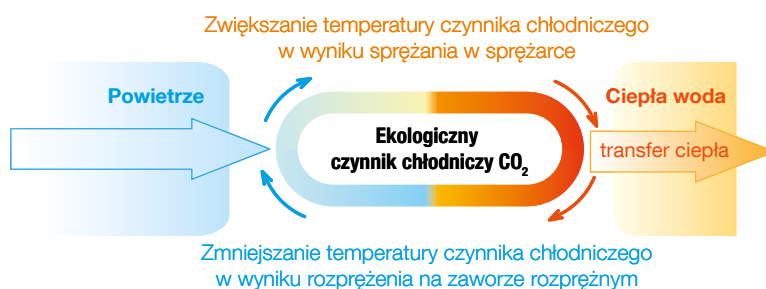 Zwiększanie temperatury czynnika chłodniczego
w wyniku sprężania w sprężarce
Powietrze
Ciepła woda
Ekologiczny
czynnik chłodniczy CO₂
transfer ciepła
Zmniejszanie temperatury czynnika chłodniczego
w wyniku rozprężenia na zaworze rozprężnym